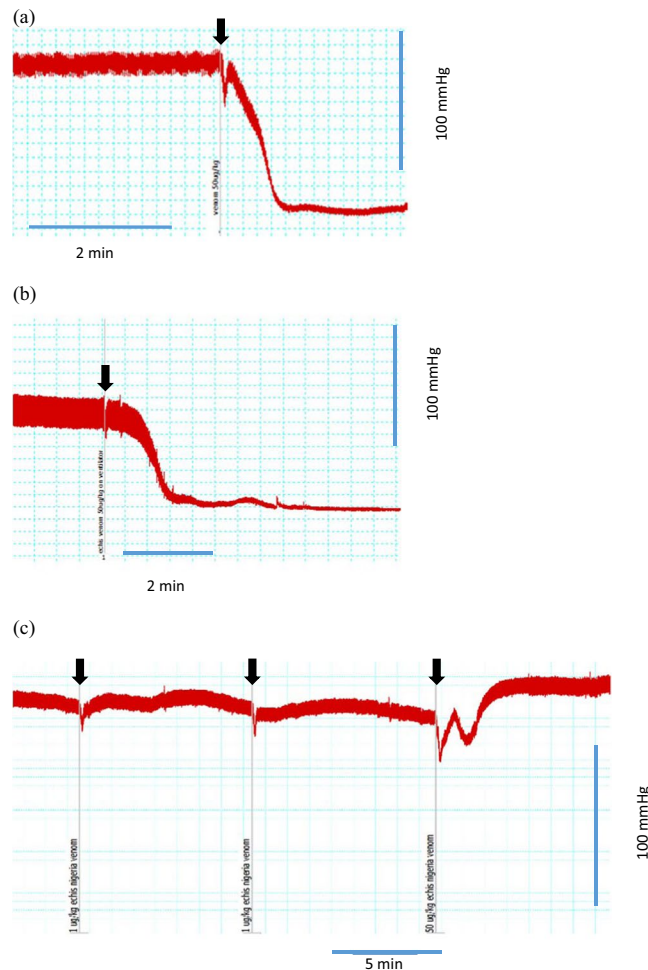 (a)
100 mmHg
venom 50ug/kg
2 min
(b)
100 mmHg
echis venom 50ug/kg on ventilator
2 min
(c)
1 ug/kg echis nigeria venom
1 ug/kg echis nigeria venom
50 ug/kg echis nigeria venom
100 mmHg
5 min